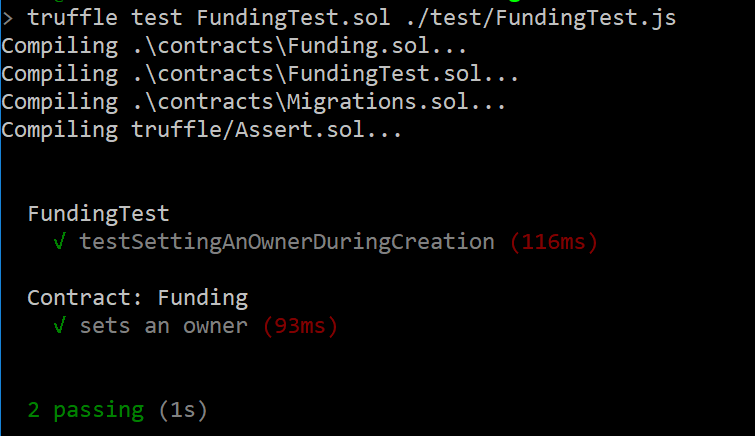 > truffle test FundingTest.sol ./test/FundingTest.js
Compiling .\contracts\Funding.sol...
Compiling .\contracts\FundingTest.sol...
Compiling .\contracts\Migrations.sol...
Compiling truffle/Assert.sol...
FundingTest
√ testSettingAnOwnerDuringCreation (116ms)
Contract: Funding
√ sets an owner (93ms)
2 passing (1s)